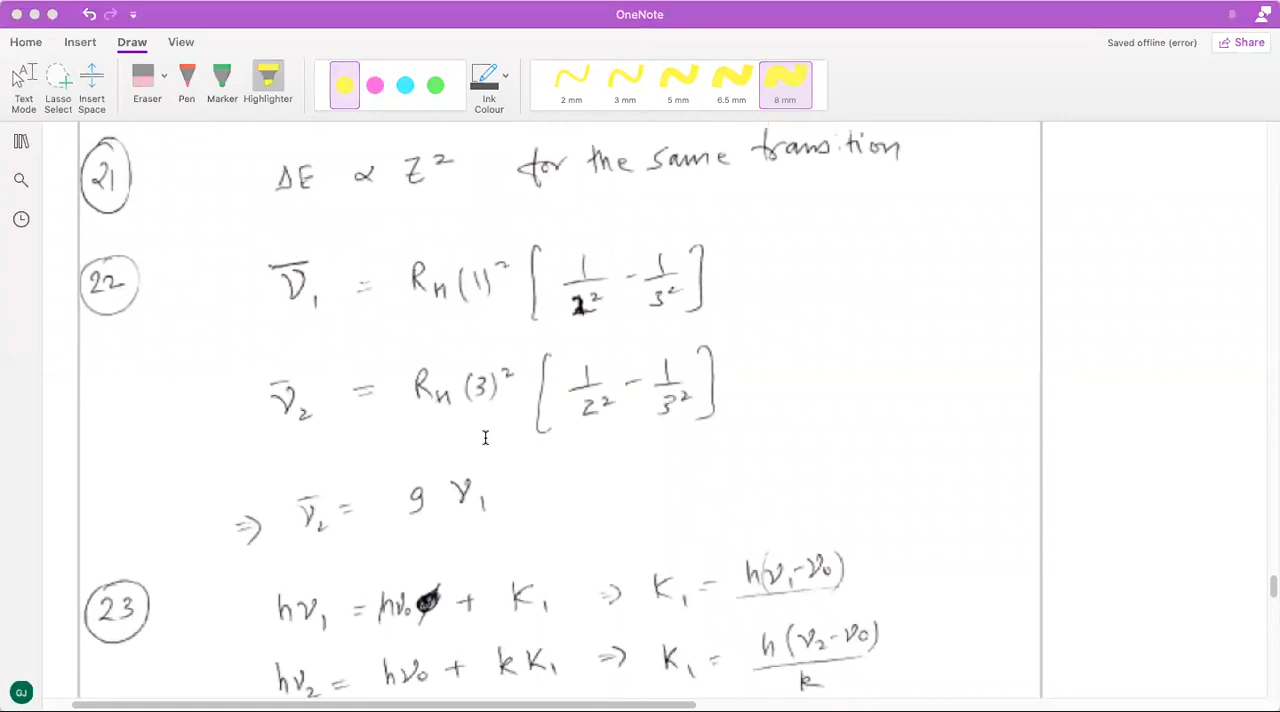 OneNote
Home Insert Draw View
Saved offline (error) Share
Text Mode Lasso Select Insert Space Eraser Pen Marker Highlighter Ink Colour 2 mm 3 mm 5 mm 6.5 mm 8 mm
21 ΔE ∝ Z² for the same transition
22 ν̄₁ = R_H (1)² [ 1/2² - 1/3² ]
ν̄₂ = R_H (3)² [ 1/2² - 1/3² ]
⇒ ν̄₂ = 9 ν₁
23 hν₁ = hν₀ + K₁ ⇒ K₁ = h(ν₁-ν₀)
hν₂ = hν₀ + k K₁ ⇒ K₁ = h(ν₂-ν₀)/k
GJ